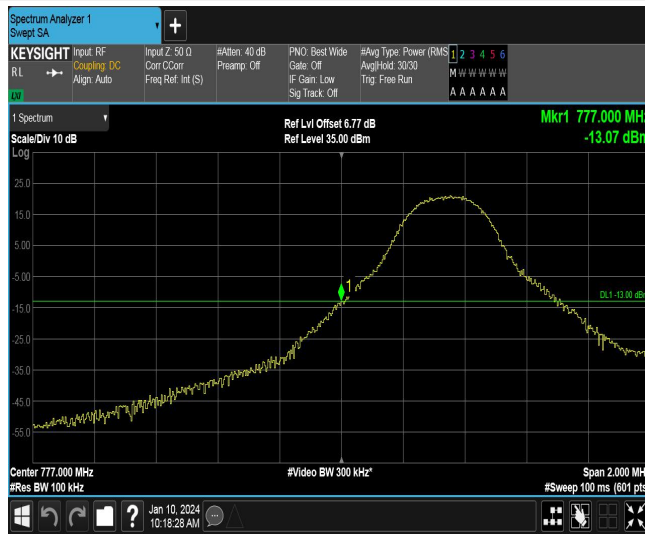 Spectrum Analyzer 1
Swept SA
+
KEYSIGHT
RL
LXI
Input: RF
Coupling: DC
Align: Auto
Input Z: 50 Ω
Corr CCorr
Freq Ref: Int (S)
#Atten: 40 dB
Preamp: Off
PNO: Best Wide
Gate: Off
IF Gain: Low
Sig Track: Off
#Avg Type: Power (RMS
Avg|Hold: 30/30
Trig: Free Run
1 2 3 4 5 6
M W W W W W
A A A A A A
1 Spectrum
Scale/Div 10 dB
Log
Ref Lvl Offset 6.77 dB
Ref Level 35.00 dBm
Mkr1 777.000 MH
-13.07 dB
25.0
15.0
5.00
-5.00
-15.0
-25.0
-35.0
-45.0
-55.0
1
DL1 -13.00 dB
Center 777.000 MHz
#Res BW 100 kHz
#Video BW 300 kHz*
Span 2.000 MH
#Sweep 100 ms (601 pts
?
Jan 10, 2024
10:18:28 AM